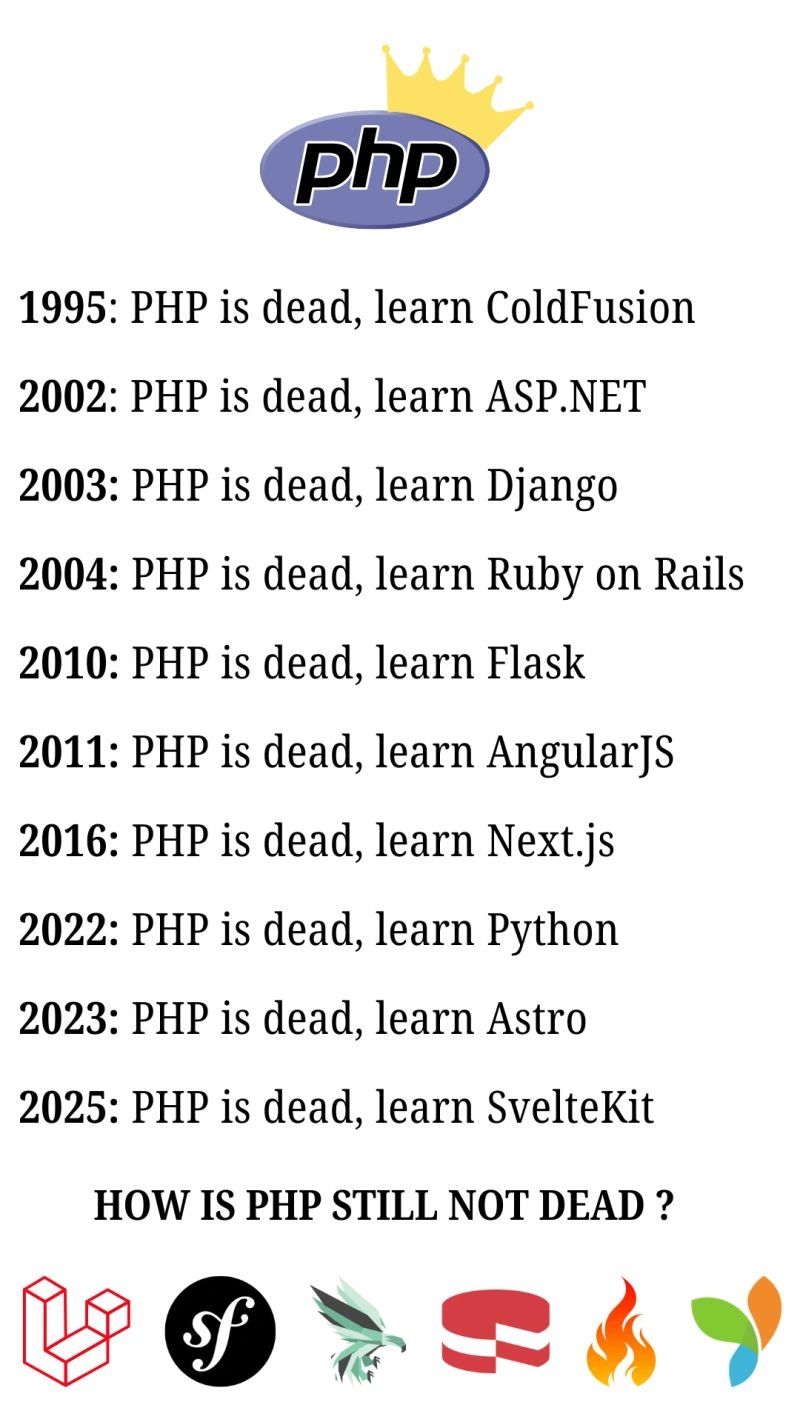 php
1995: PHP is dead, learn ColdFusion
2002: PHP is dead, learn ASP.NET
2003: PHP is dead, learn Django
2004: PHP is dead, learn Ruby on Rails
2010: PHP is dead, learn Flask
2011: PHP is dead, learn AngularJS
2016: PHP is dead, learn Next.js
2022: PHP is dead, learn Python
2023: PHP is dead, learn Astro
2025: PHP is dead, learn SvelteKit
HOW IS PHP STILL NOT DEAD ?
sf